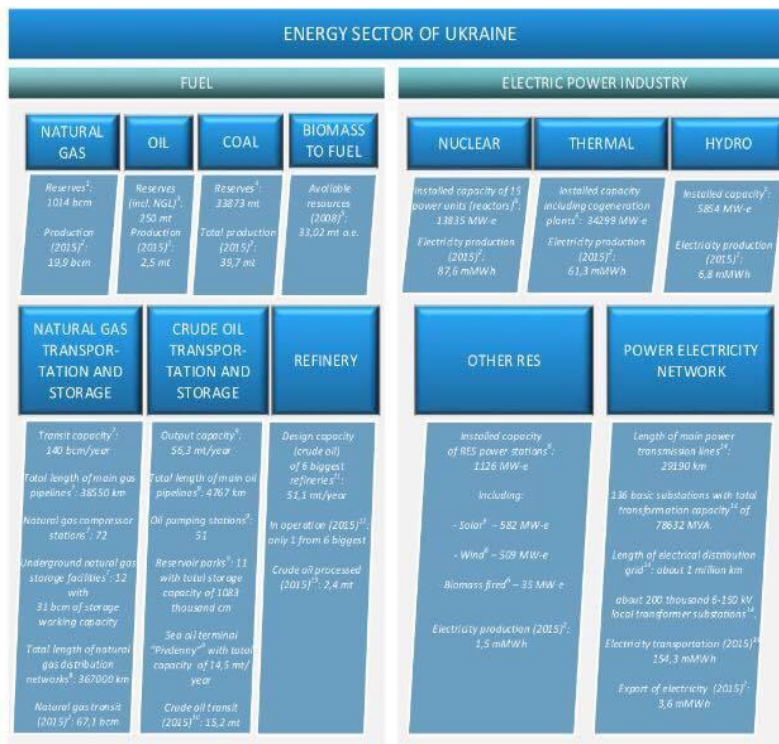 ENERGY SECTOR OF UKRAINE
FUEL
NATURAL
GAS
OIL
COAL
BIOMASS
TO FUEL
Reserves¹:
1014 bcm
Production
(2015)²:
19,9 bcm
Reserves
(incl. NGL)³:
250 mt
Production
(2015)²:
2,5 mt
Reserves⁴:
33873 mt
Total production
(2015)²:
39,7 mt
Available
resources
(2008)⁵:
33,02 mt o.e.
NATURAL GAS
TRANSPOR-
TATION AND
STORAGE
CRUDE OIL
TRANSPOR-
TATION AND
STORAGE
REFINERY
Transit capacity⁷:
140 bcm/year
Total length of main gas
pipelines⁷: 38550 km
Natural gas compressor
stations⁷: 72
Underground natural gas
storage facilities⁷: 12
with
31 bcm of storage
working capacity
Total length of natural
gas distribution
networks⁸: 367000 km
Natural gas transit
(2015)²: 67,1 bcm
Output capacity⁹:
56,3 mt/year
Total length of main oil
pipelines⁹: 4767 km
Oil pumping stations⁹:
51
Reservoir parks⁹: 11
with total storage
capacity of 1083
thousand cm
Sea oil terminal
"Pivdenny"⁹ with total
capacity of 14,5 mt/
year
Crude oil transit
(2015)¹⁰: 15,2 mt
Design capacity
(crude oil)
of 6 biggest
refineries¹¹:
51,1 mt/year
In operation (2015)¹²:
only 1 from 6 biggest
Crude oil processed
(2015)¹³: 2,4 mt
ELECTRIC POWER INDUSTRY
NUCLEAR
THERMAL
HYDRO
Installed capacity of 15
power units (reactors)⁶:
13835 MW-e
Electricity production
(2015)²:
87,6 mMWh
Installed capacity
including cogeneration
plants⁶: 34299 MW-e
Electricity production
(2015)²:
61,3 mMWh
Installed capacity⁶:
5854 MW-e
Electricity production
(2015)²:
6,8 mMWh
OTHER RES
POWER ELECTRICITY
NETWORK
Installed capacity
of RES power stations⁶:
1126 MW-e
Including:
- Solar⁶ – 582 MW-e
- Wind⁶ – 509 MW-e
Biomass fired⁶ – 35 MW-e
Electricity production (2015)²:
1,5 mMWh
Length of main power
transmission lines¹⁴:
29190 km
136 basic substations with total
transformation capacity¹⁴ of
78632 MVA.
Length of electrical distribution
grid¹⁴: about 1 million km
about 200 thousand 6-150 kV
local transformer substations¹⁴.
Electricity transportation (2015)¹⁴
154,3 mMWh
Export of electricity (2015)²:
3,6 mMWh